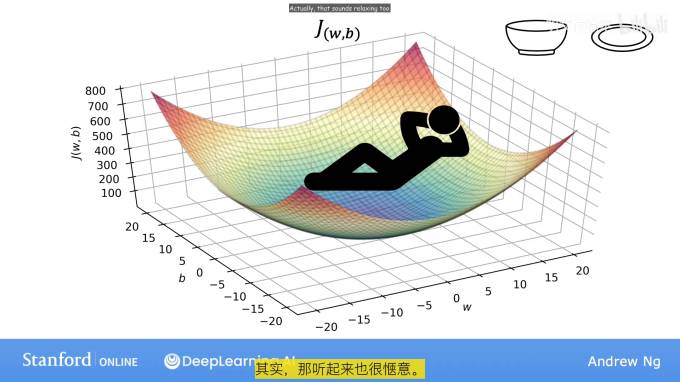 Actually, that sounds relaxing too.
J(w,b)
J(w, b)
800
700
600
500
400
300
200
100
20
15
10
5
0
−5
−10
−15
−20
b
−20
−15
−10
−5
0
5
10
15
20
w
Stanford | ONLINE
DeepLearning.AI
Andrew Ng
其实，那听起来也很惬意。